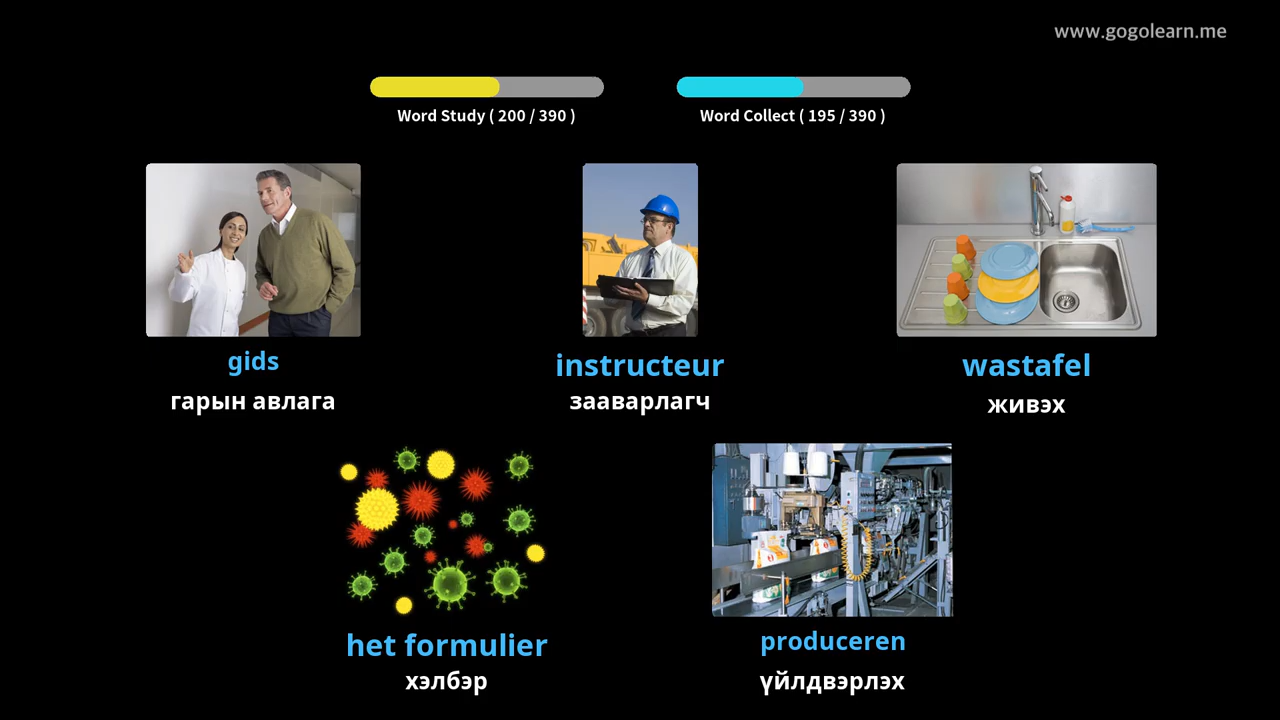 www.gogolearn.me
Word Study ( 200 / 390 )
Word Collect ( 195 / 390 )
gids
гарын авлага
instructeur
зааварлагч
wastafel
живэх
het formulier
хэлбэр
produceren
үйлдвэрлэх